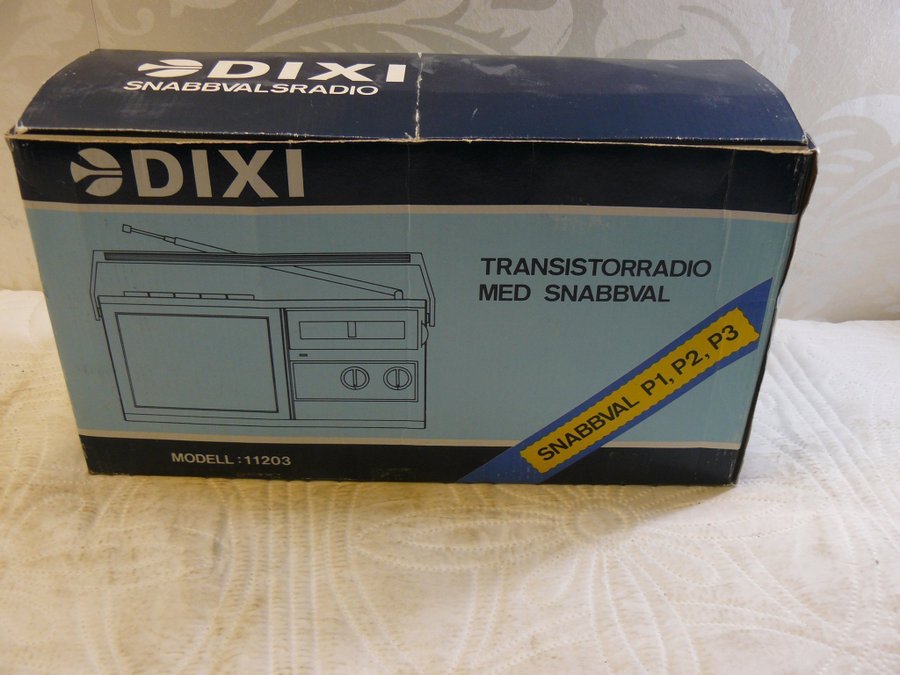 DIXI
SNABBVALSRADIO
DIXI
TRANSISTORRADIO
MED SNABBVAL
SNABBVAL P1, P2, P3
MODELL: 11203